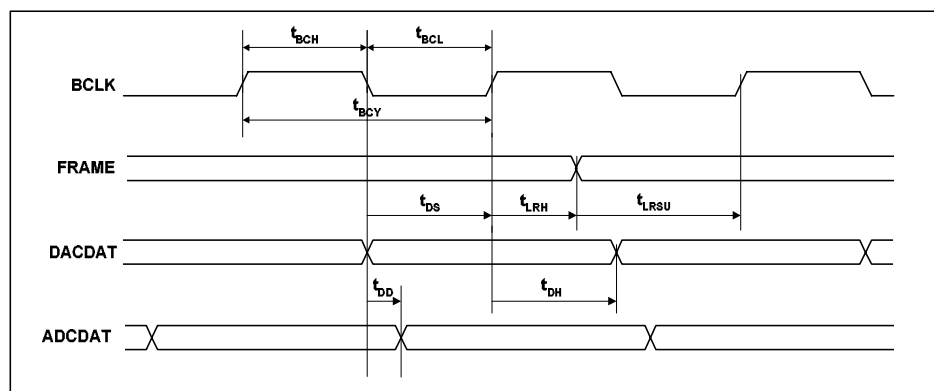 tBCH tBCL
BCLK
tBCY
FRAME
tDS tLRH tLRSU
DACDAT
tDD tDH
ADCDAT